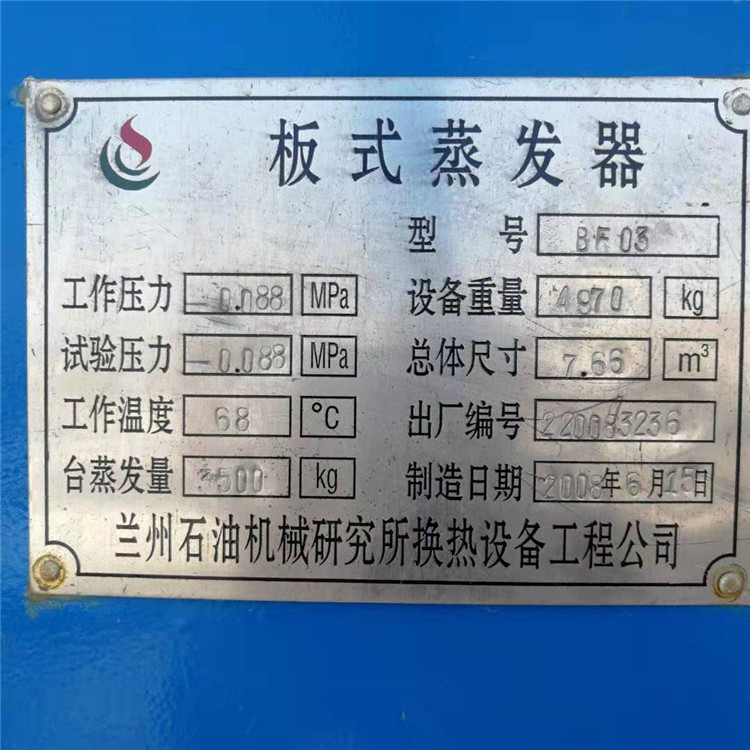 板式蒸发器
型号 BF03
工作压力 -0.088 MPa 设备重量 4970 kg
试验压力 -0.088 MPa 总体尺寸 7.66 m³
工作温度 68 °C 出厂编号 220083236
台蒸发量 3500 kg 制造日期 2008年6月15日
兰州石油机械研究所换热设备工程公司